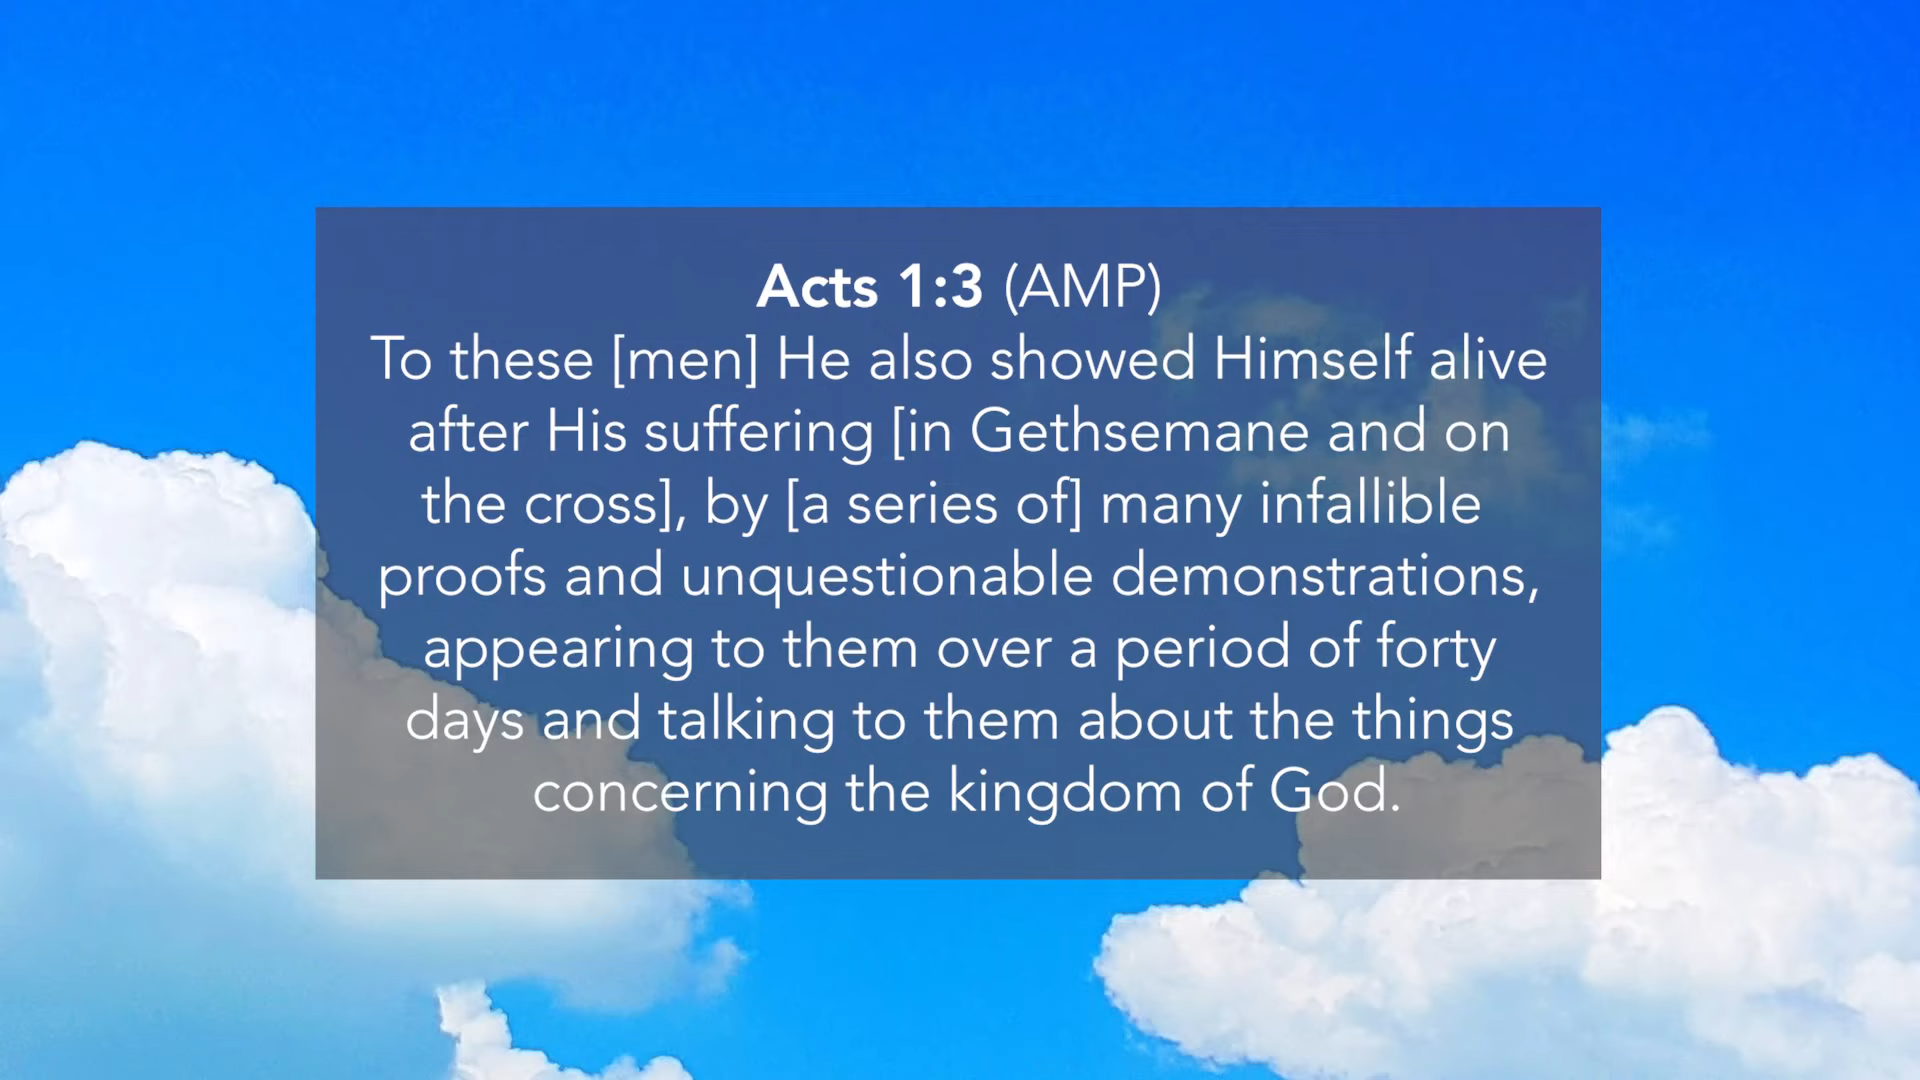 Acts 1:3 (AMP)
To these [men] He also showed Himself alive
after His suffering [in Gethsemane and on
the cross], by [a series of] many infallible
proofs and unquestionable demonstrations,
appearing to them over a period of forty
days and talking to them about the things
concerning the kingdom of God.